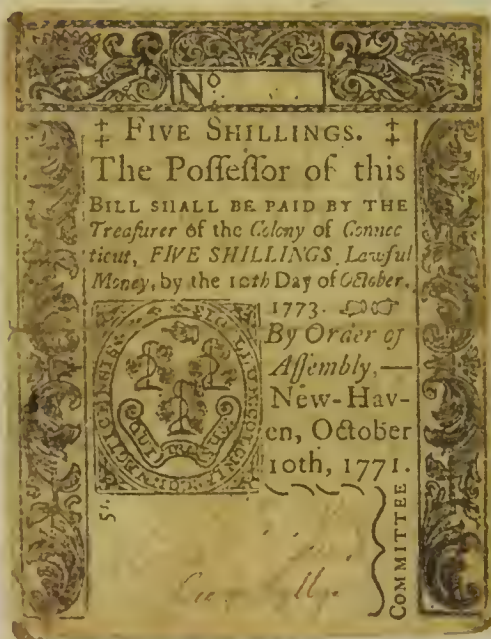 Nº
‡ FIVE SHILLINGS. ‡
The Poſſeſſor of this
BILL SHALL BE PAID BY THE
Treaſurer of the Colony of Connec
ticut, FIVE SHILLINGS Lawful
Money, by the 10th Day of October,
1773.
By Order of
Aſſembly,—
New-Hav-
en, October
10th, 1771.
5s.
COMMITTEE